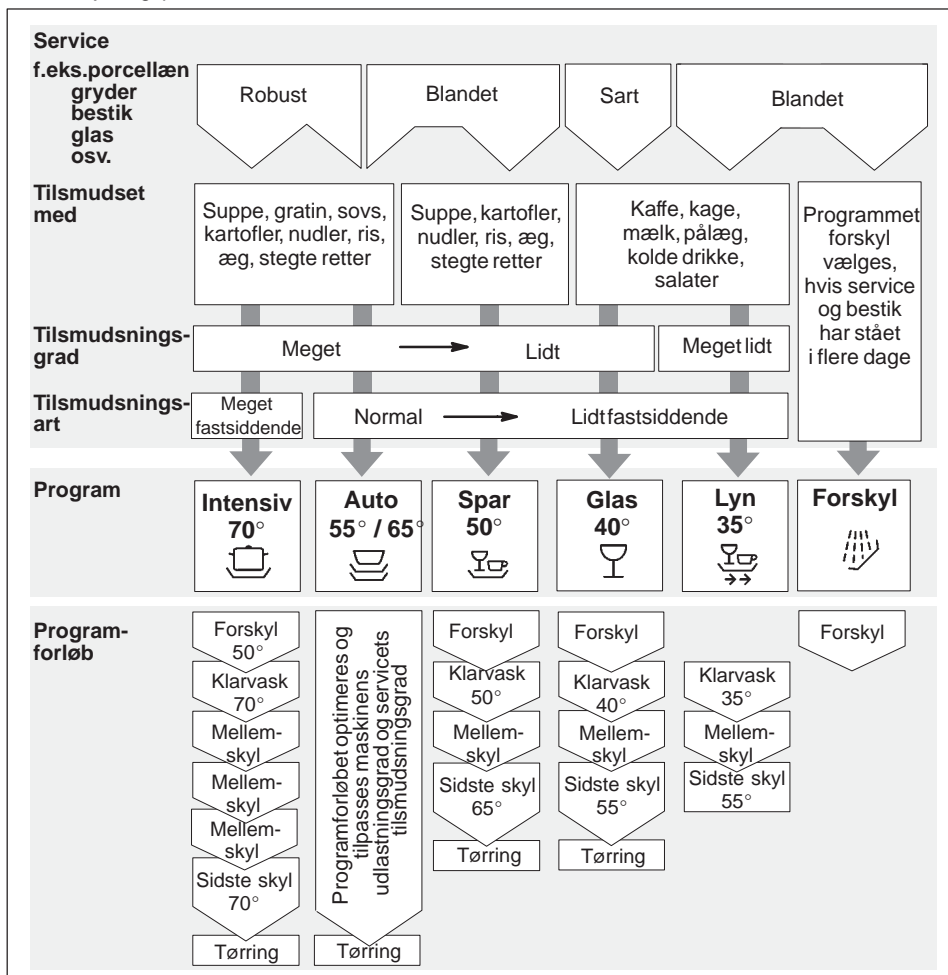 Service
f.eks.porcellæn
gryder
bestik
glas
osv.
Robust
Blandet
Sart
Blandet
Tilsmudset
med
Suppe, gratin, sovs,
kartofler, nudler, ris,
æg, stegte retter
Suppe, kartofler,
nudler, ris, æg,
stegte retter
Kaffe, kage,
mælk, pålæg,
kolde drikke,
salater
Programmet
forskyl
vælges,
hvis service
og bestik
har stået
i flere dage
Tilsmudsnings-
grad
Meget
Lidt
Meget lidt
Tilsmudsnings-
art
Meget
fastsiddende
Normal
Lidt fastsiddende
Program
Intensiv
70°
Auto
55° / 65°
Spar
50°
Glas
40°
Lyn
35°
Forskyl
Program-
forløb
Forskyl
50°
Klarvask
70°
Mellem-
skyl
Mellem-
skyl
Mellem-
skyl
Sidste skyl
70°
Tørring
Programforløbet optimeres og
tilpasses maskinens
udlastningsgrad og servicets
tilsmudsningsgrad
Tørring
Forskyl
Klarvask
50°
Mellem-
skyl
Sidste skyl
65°
Tørring
Forskyl
Klarvask
40°
Mellem-
skyl
Sidste skyl
55°
Tørring
Klarvask
35°
Mellem-
skyl
Sidste skyl
55°
Forskyl